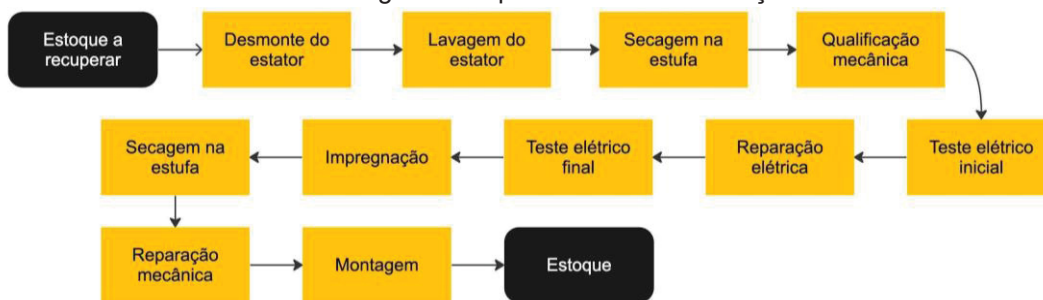 Estoque a
recuperar
Desmonte do
estator
Lavagem do
estator
Secagem na
estufa
Qualificação
mecânica
Teste elétrico
inicial
Reparação
elétrica
Teste elétrico
final
Impregnação
Secagem na
estufa
Reparação
mecânica
Montagem
Estoque